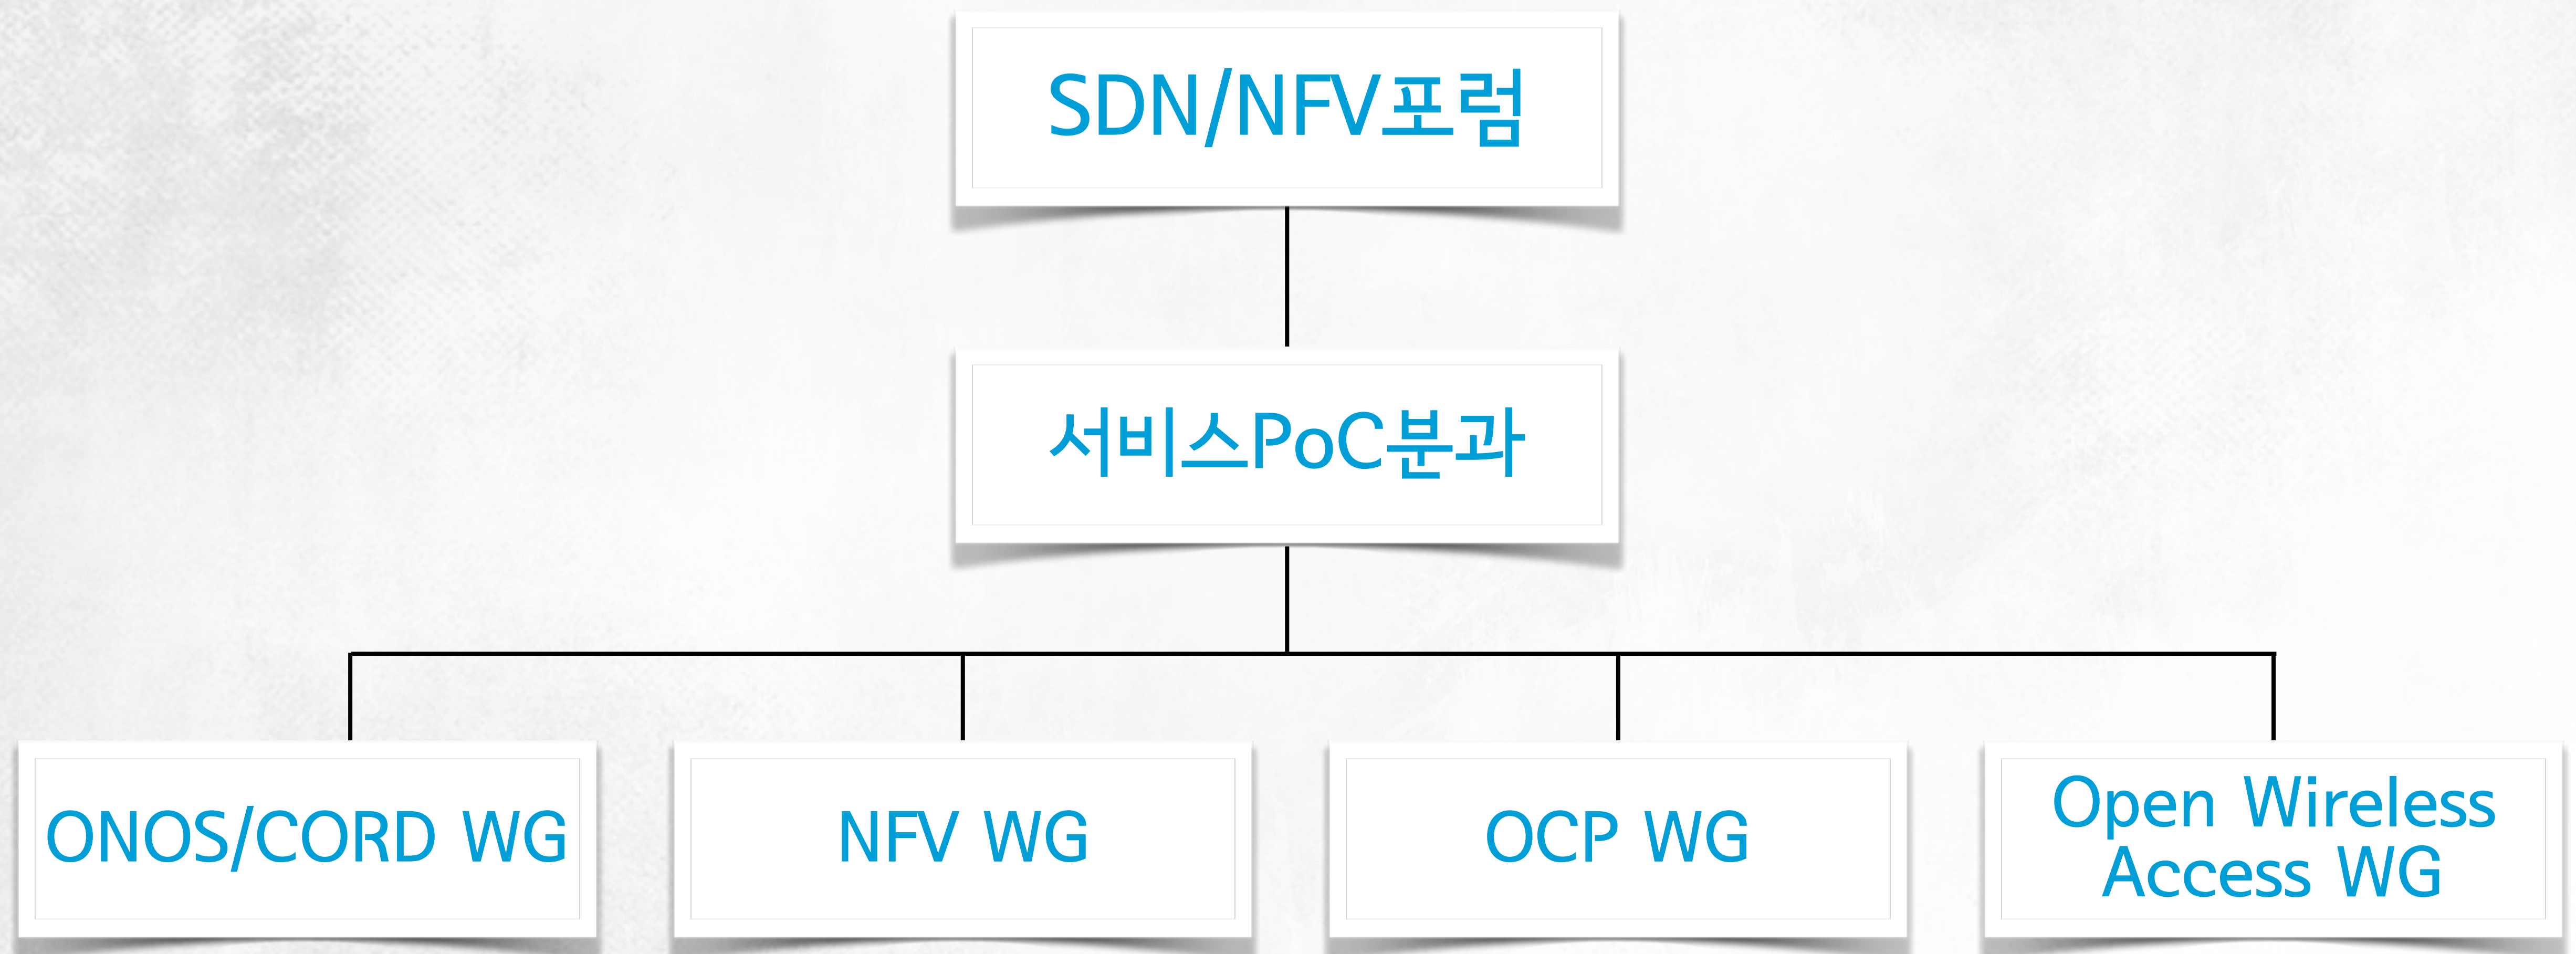 SDN/NFV포럼
서비스PoC분과
ONOS/CORD WG
NFV WG
OCP WG
Open Wireless
Access WG